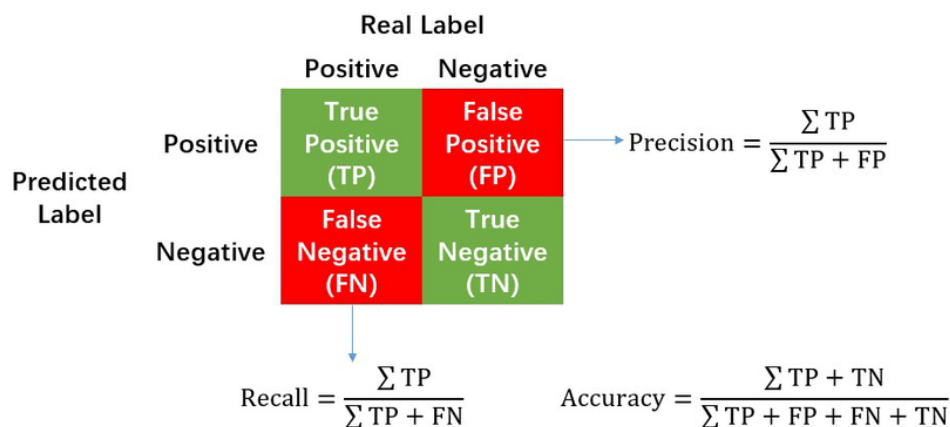 Real Label
Positive Negative
True Positive (TP)
False Positive (FP)
Positive
Precision = ∑ TP / ∑ TP + FP
Predicted Label
False Negative (FN)
True Negative (TN)
Negative
Recall = ∑ TP / ∑ TP + FN
Accuracy = ∑ TP + TN / ∑ TP + FP + FN + TN